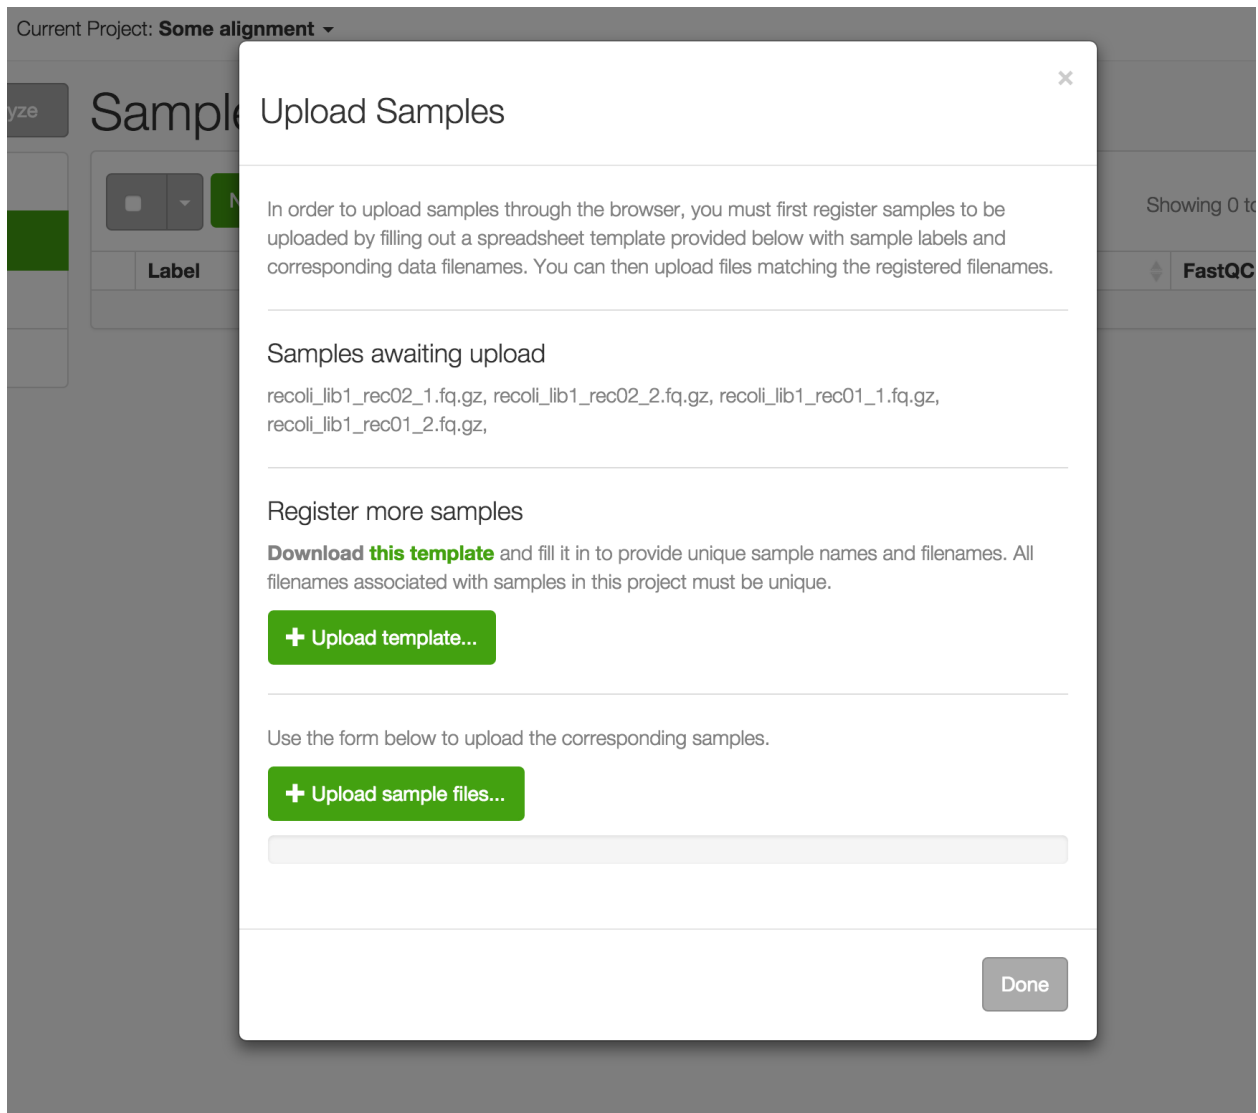 Current Project: Some alignment
yze
Sample
Upload Samples
×
N
Showing 0 to
Label
FastQC
In order to upload samples through the browser, you must first register samples to be
uploaded by filling out a spreadsheet template provided below with sample labels and
corresponding data filenames. You can then upload files matching the registered filenames.
Samples awaiting upload
recoli_lib1_rec02_1.fq.gz, recoli_lib1_rec02_2.fq.gz, recoli_lib1_rec01_1.fq.gz,
recoli_lib1_rec01_2.fq.gz,
Register more samples
Download this template and fill it in to provide unique sample names and filenames. All
filenames associated with samples in this project must be unique.
Upload template...
Use the form below to upload the corresponding samples.
Upload sample files...
Done